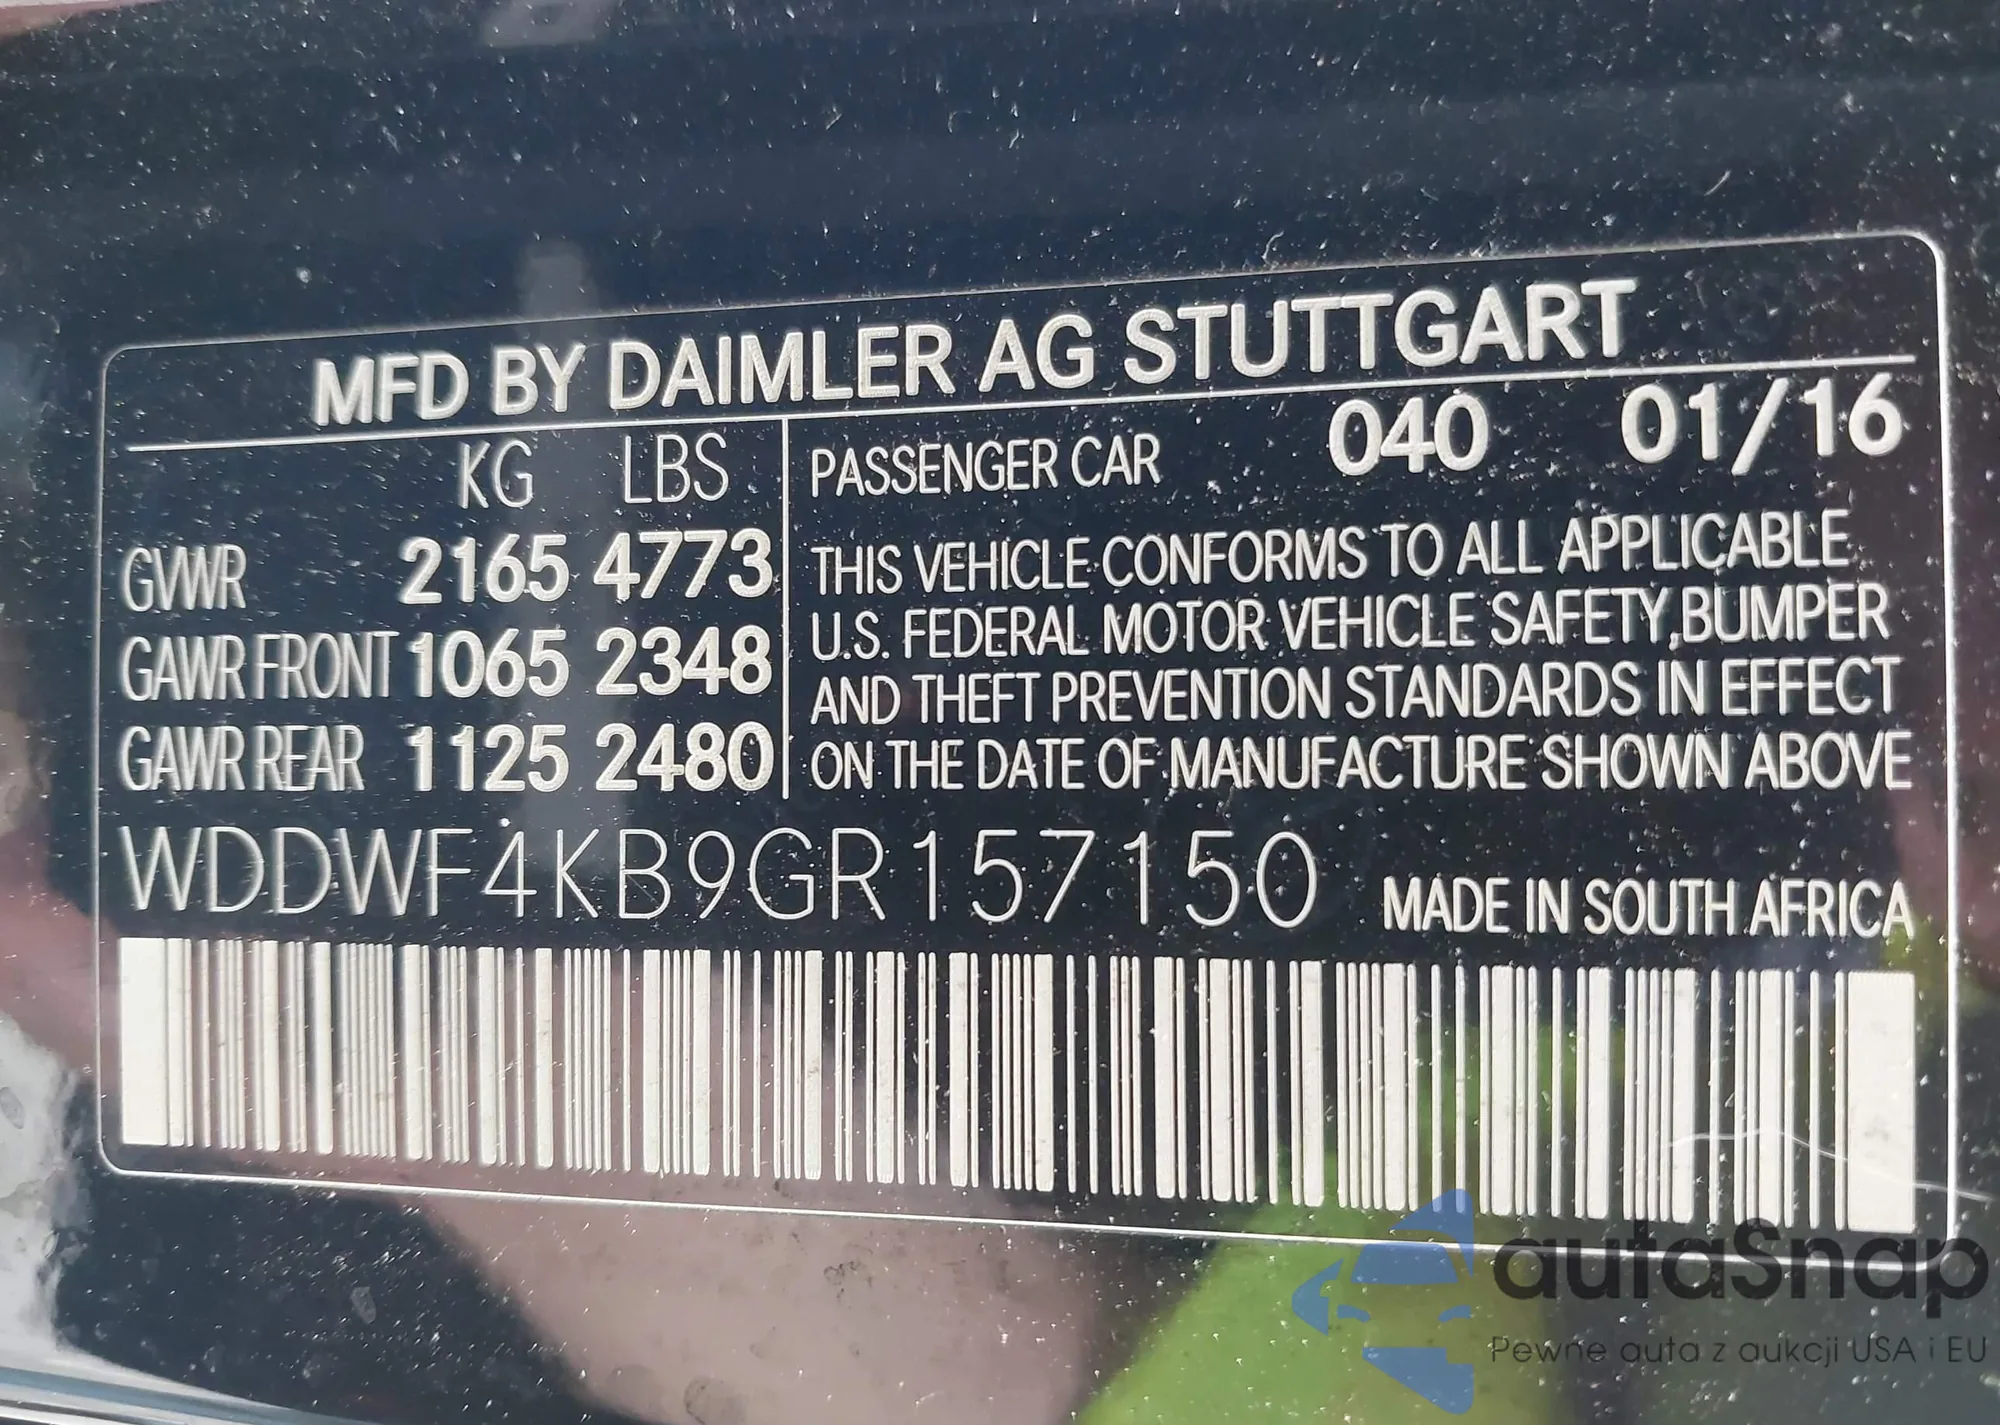 MFD BY DAIMLER AG STUTTGART
KG LBS
GVWR 2165 4773
GAWR FRONT 1065 2348
GAWR REAR 1125 2480
PASSENGER CAR 040 01/16
THIS VEHICLE CONFORMS TO ALL APPLICABLE
U.S. FEDERAL MOTOR VEHICLE SAFETY, BUMPER
AND THEFT PREVENTION STANDARDS IN EFFECT
ON THE DATE OF MANUFACTURE SHOWN ABOVE
WDDWF4KB9GR157150 MADE IN SOUTH AFRICA
autaSnap
Pewne auta z aukcji USA i EU